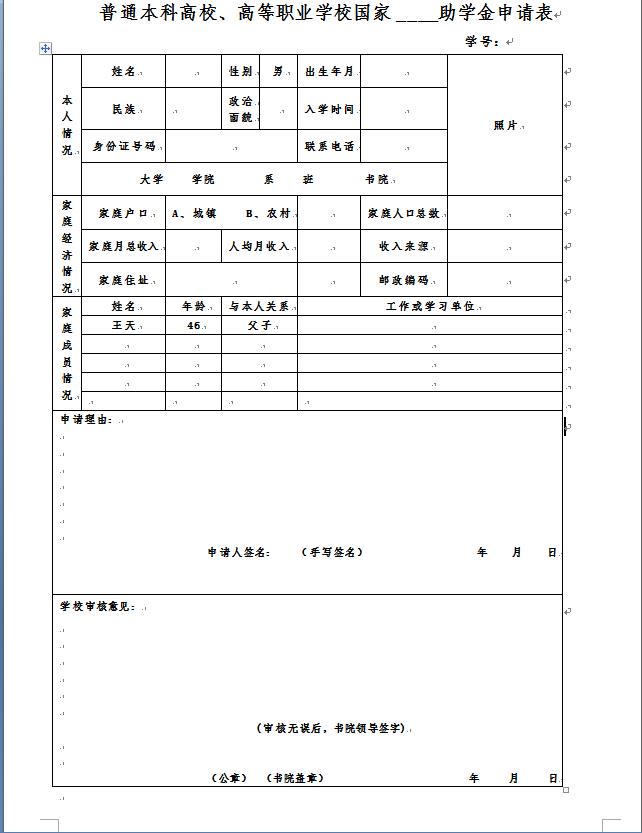 普通本科高校、高等职业学校国家____助学金申请表
学号：
本人情况
姓名 性别 男 出生年月
民族 政治面貌 入学时间 照片
身份证号码 联系电话
大学 学院 系 班 书院
家庭经济情况
家庭户口 A、城镇 B、农村 家庭人口总数
家庭月总收入 人均月收入 收入来源
家庭住址 邮政编码
家庭成员情况
姓名 年龄 与本人关系 工作或学习单位
王天 46 父子
申请理由：
申请人签名： （手写签名） 年 月 日
学校审核意见：
(审核无误后，书院领导签字)
（公章） （书院盖章） 年 月 日